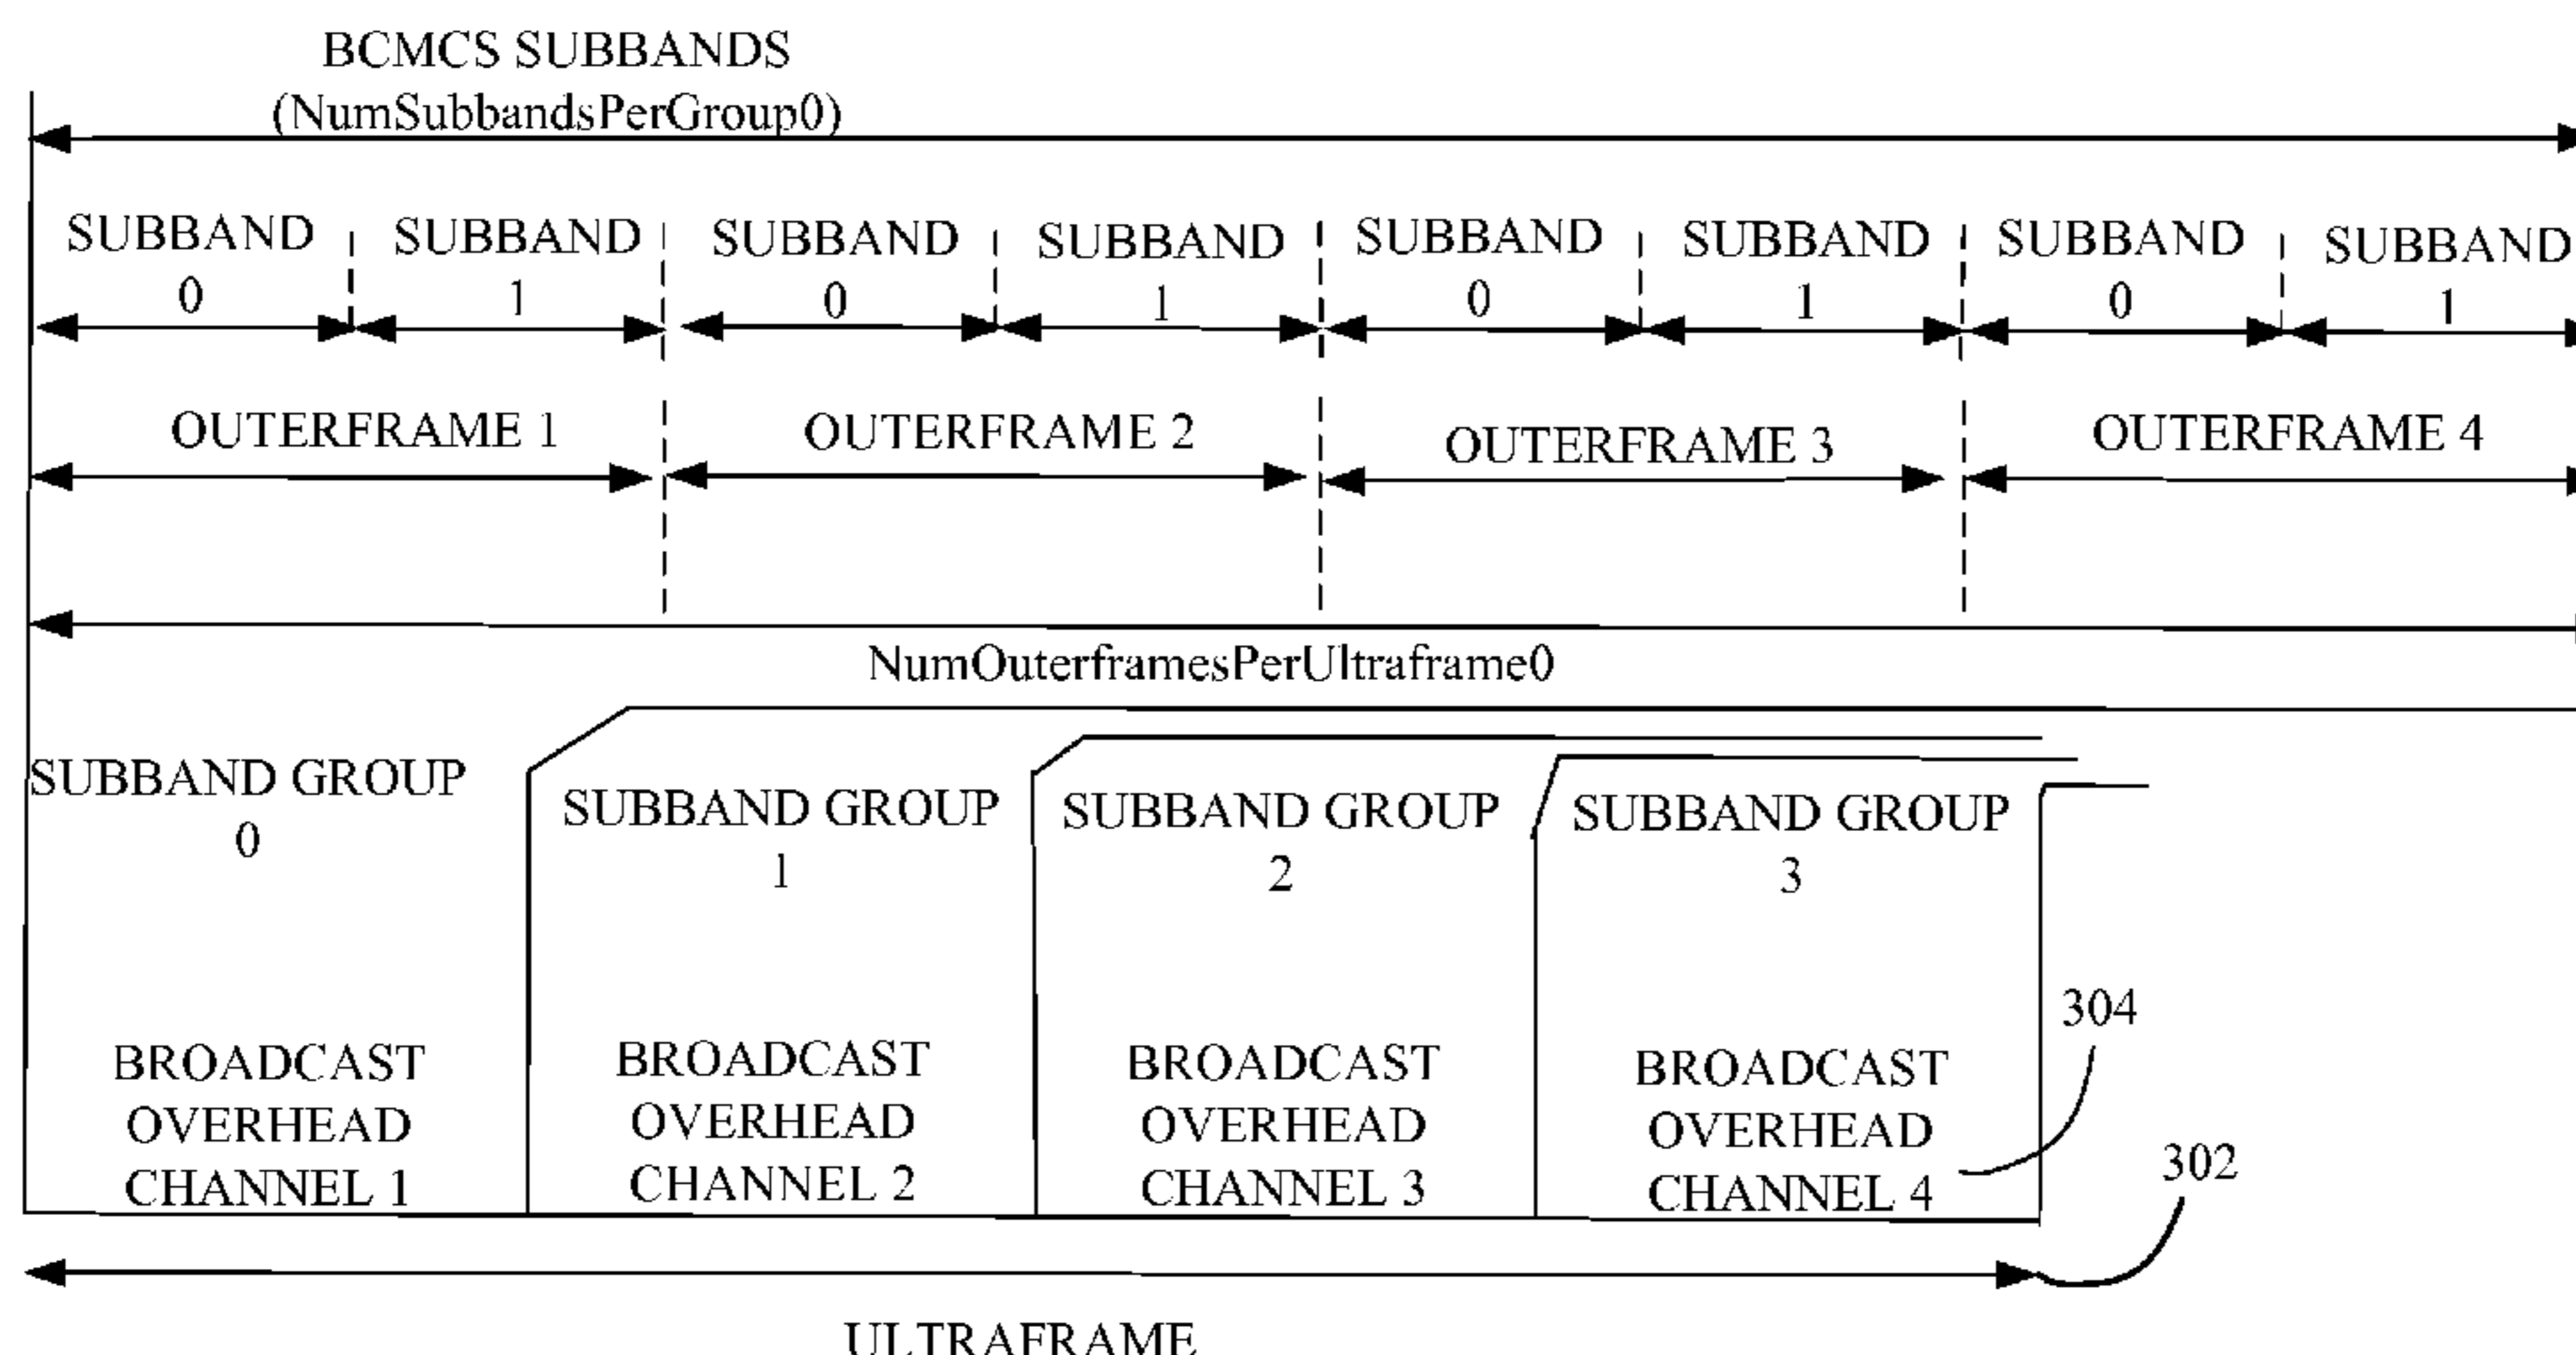 BCMCS SUBBANDS
(NumSubbandsPerGroup0)
SUBBAND SUBBAND SUBBAND SUBBAND SUBBAND SUBBAND SUBBAND SUBBAND
0 1 0 1 0 1 0 1
OUTERFRAME 1 OUTERFRAME 2 OUTERFRAME 3 OUTERFRAME 4
NumOuterframesPerUltraframe0
SUBBAND GROUP
0
SUBBAND GROUP
1
SUBBAND GROUP
2
SUBBAND GROUP
3
BROADCAST
OVERHEAD
CHANNEL 1
BROADCAST
OVERHEAD
CHANNEL 2
BROADCAST
OVERHEAD
CHANNEL 3
BROADCAST
OVERHEAD
CHANNEL 4
304
302
ULTRAFRAME